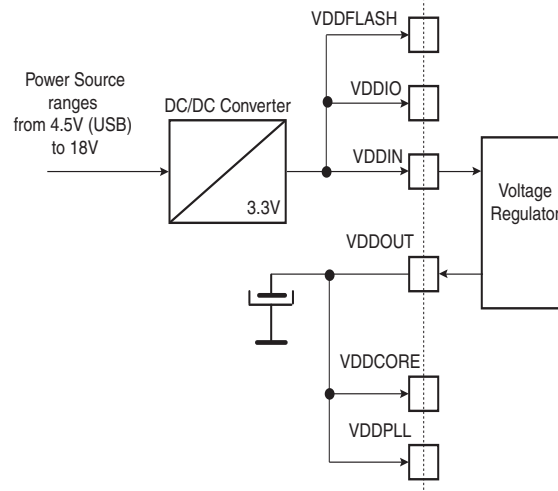 VDDFLASH
Power Source
ranges
from 4.5V (USB)
to 18V
DC/DC Converter
VDDIO
VDDIN
3.3V
Voltage
Regulator
VDDOUT
VDDCORE
VDDPLL